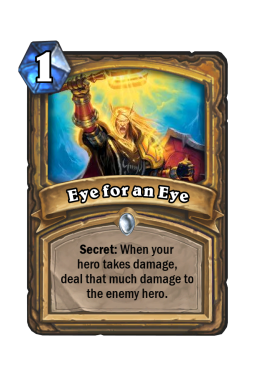 1
Eye for an Eye
Secret: When your
hero takes damage,
deal that much damage to
the enemy hero.